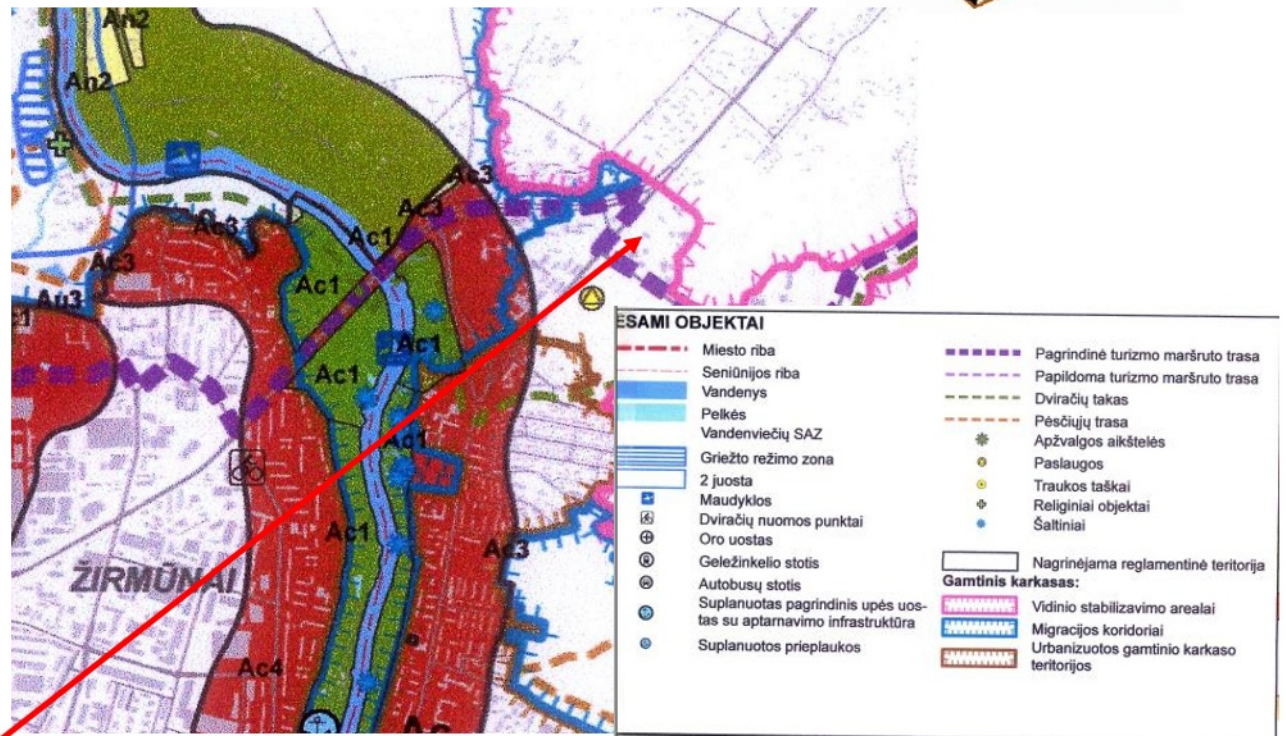 An2
An2
Ac3
Ac3
Ac3
Ac1
Ac3
Ac1
Au3
Ac1
Ac1
Ac1
Ac1
Ac3
ŽIRMŪNAI
Ac4
ESAMI OBJEKTAI
Miesto riba
Seniūnijos riba
Vandenys
Pelkės
Vandenviečių SAZ
Griežto režimo zona
2 juosta
Maudyklos
Dviračių nuomos punktai
Oro uostas
Geležinkelio stotis
Autobusų stotis
Suplanuotas pagrindinis upės uos-
tas su aptarnavimo infrastruktūra
Suplanuotos prieplaukos
Pagrindinė turizmo maršruto trasa
Papildoma turizmo maršruto trasa
Dviračių takas
Pėsčiųjų trasa
Apžvalgos aikštelės
Paslaugos
Traukos taškai
Religiniai objektai
Šaltiniai
Nagrinėjama reglamentinė teritorija
Gamtinis karkasas:
Vidinio stabilizavimo arealai
Migracijos koridoriai
Urbanizuotos gamtinio karkaso
teritorijos